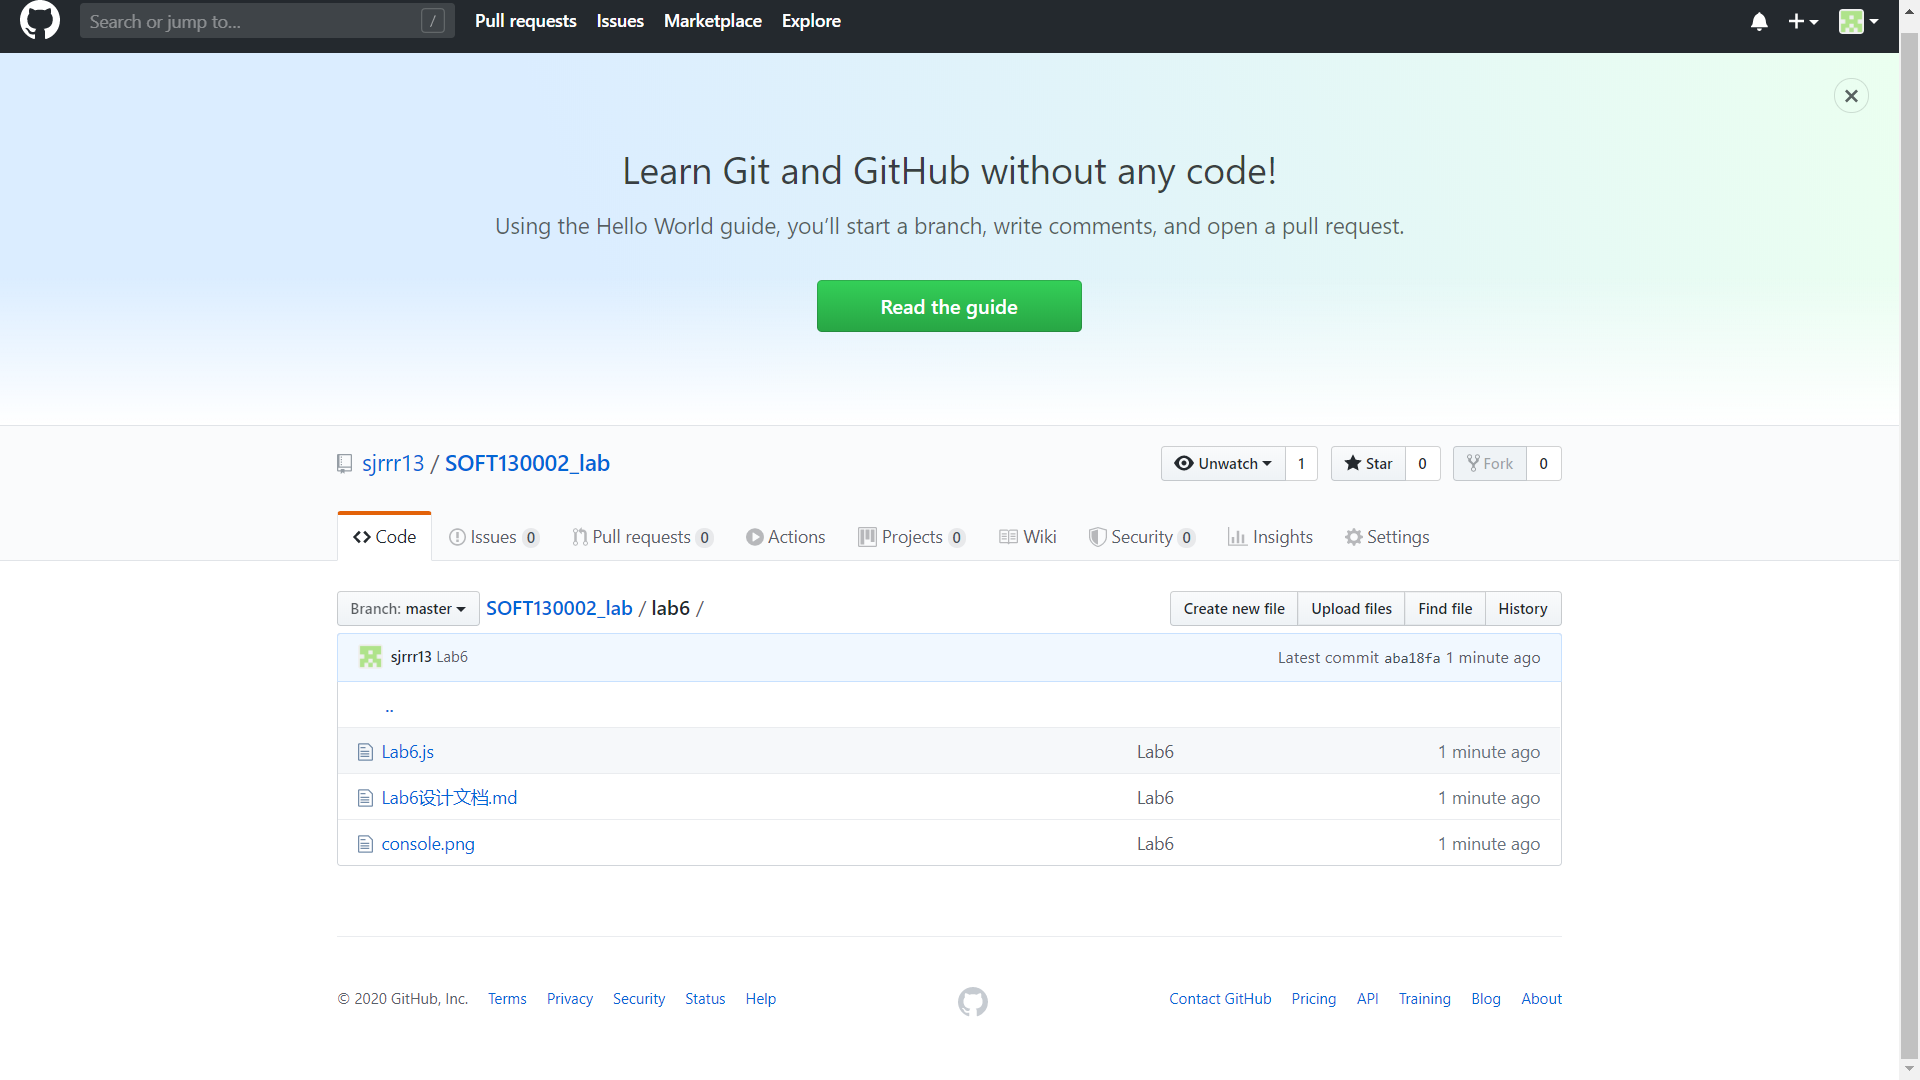 Search or jump to... /
Pull requests Issues Marketplace Explore
Learn Git and GitHub without any code!
Using the Hello World guide, you’ll start a branch, write comments, and open a pull request.
Read the guide
sjrrr13 / SOFT130002_lab
Unwatch 1 Star 0 Fork 0
Code Issues 0 Pull requests 0 Actions Projects 0 Wiki Security 0 Insights Settings
Branch: master SOFT130002_lab / lab6 /
Create new file Upload files Find file History
sjrrr13 Lab6 Latest commit aba18fa 1 minute ago
..
Lab6.js Lab6 1 minute ago
Lab6设计文档.md Lab6 1 minute ago
console.png Lab6 1 minute ago
© 2020 GitHub, Inc. Terms Privacy Security Status Help Contact GitHub Pricing API Training Blog About